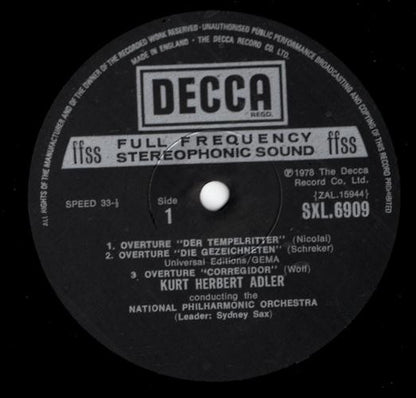 ALL RIGHTS OF THE MANUFACTURER AND OF THE OWNER OF THE RECORDED WORK RESERVED · UNAUTHORISED PUBLIC PERFORMANCE BROADCASTING AND COPYING OF THIS RECORD PROHIBITED
MADE IN ENGLAND · THE DECCA RECORD CO. LTD.
DECCA
REGD.
ffss FULL FREQUENCY ffss
STEREOPHONIC SOUND
℗1978 The Decca
Record Co. Ltd.
SPEED 33-⅓
Side
1
{ZAL.15944}
SXL.6909
1. OVERTURE "DER TEMPELRITTER" (Nicolai)
2. OVERTURE "DIE GEZEICHNETEN" (Schreker)
Universal Editions/GEMA
3 OVERTURE "CORREGIDOR" (Wolf)
KURT HERBERT ADLER
conducting the
NATIONAL PHILHARMONIC ORCHESTRA
(Leader: Sydney Sax)